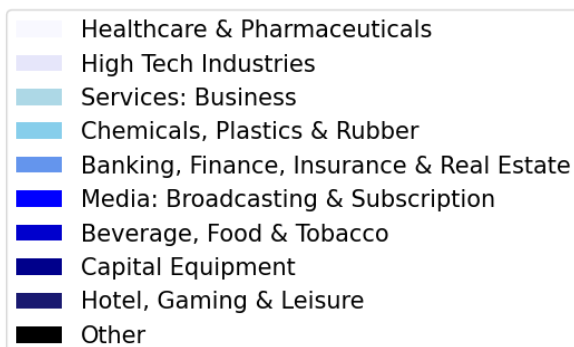 Healthcare & Pharmaceuticals
High Tech Industries
Services: Business
Chemicals, Plastics & Rubber
Banking, Finance, Insurance & Real Estate
Media: Broadcasting & Subscription
Beverage, Food & Tobacco
Capital Equipment
Hotel, Gaming & Leisure
Other